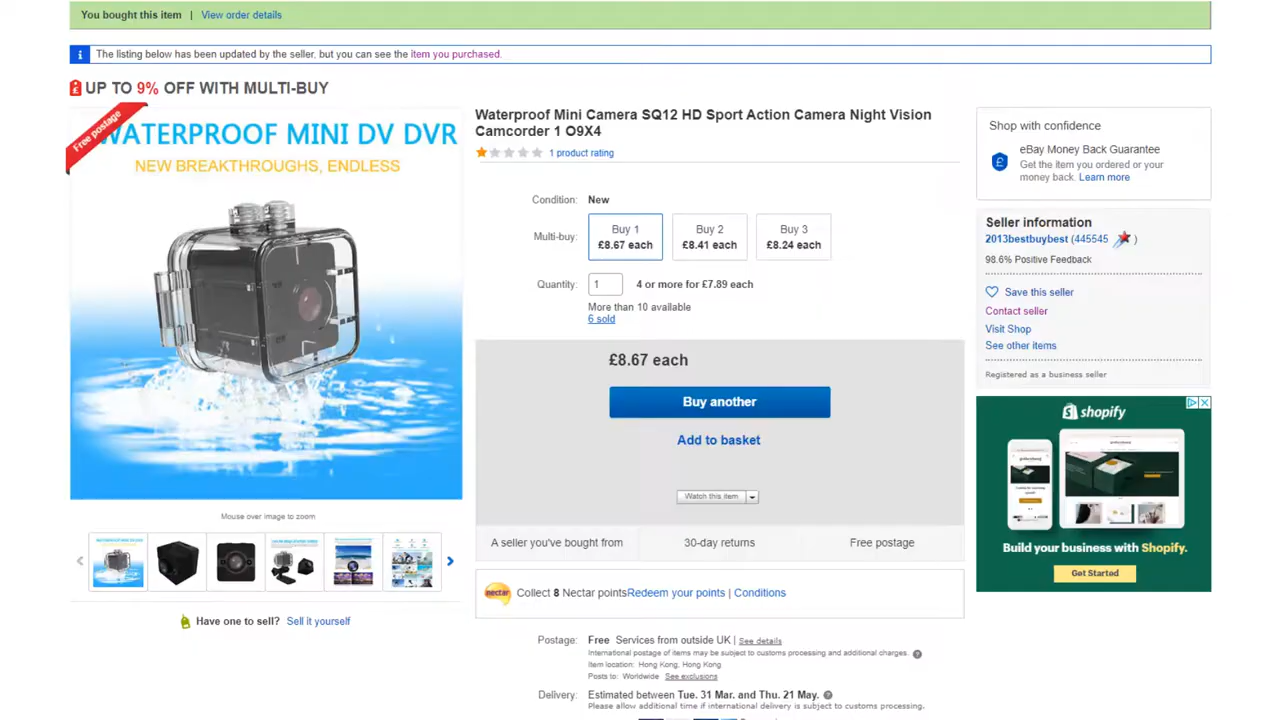 You bought this item | View order details
The listing below has been updated by the seller, but you can see the item you purchased.
UP TO 9% OFF WITH MULTI-BUY
Free postage
WATERPROOF MINI DV DVR
NEW BREAKTHROUGHS, ENDLESS
Mouse over image to zoom
Have one to sell? Sell it yourself
Waterproof Mini Camera SQ12 HD Sport Action Camera Night Vision
Camcorder 1 O9X4
1 product rating
Condition: New
Multi-buy:
Buy 1 Buy 2 Buy 3
£8.67 each £8.41 each £8.24 each
Quantity: 1 4 or more for £7.89 each
More than 10 available
6 sold
£8.67 each
Buy another
Add to basket
Watch this item
A seller you've bought from 30-day returns Free postage
nectar Collect 8 Nectar pointsRedeem your points | Conditions
Postage: Free Services from outside UK | See details
International postage of items may be subject to customs processing and additional charges.
Item location: Hong Kong, Hong Kong
Posts to: Worldwide See exclusions
Delivery: Estimated between Tue. 31 Mar. and Thu. 21 May.
Please allow additional time if international delivery is subject to customs processing.
Shop with confidence
eBay Money Back Guarantee
Get the item you ordered or your
money back. Learn more
Seller information
2013bestbuybest (445545 )
98.6% Positive Feedback
Save this seller
Contact seller
Visit Shop
See other items
Registered as a business seller
shopify
Build your business with Shopify.
Get Started